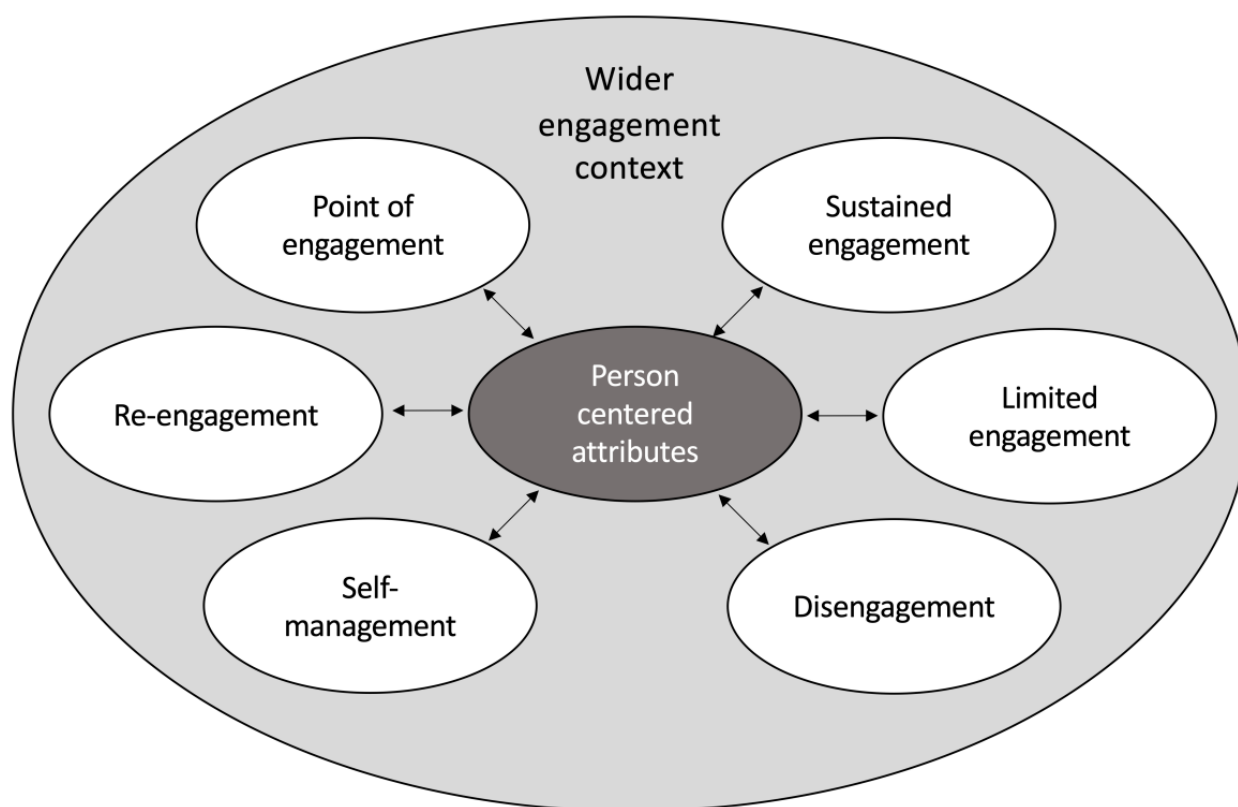 Wider
engagement
context
Point of
engagement
Sustained
engagement
Re-engagement
Person
centered
attributes
Limited
engagement
Self-
management
Disengagement